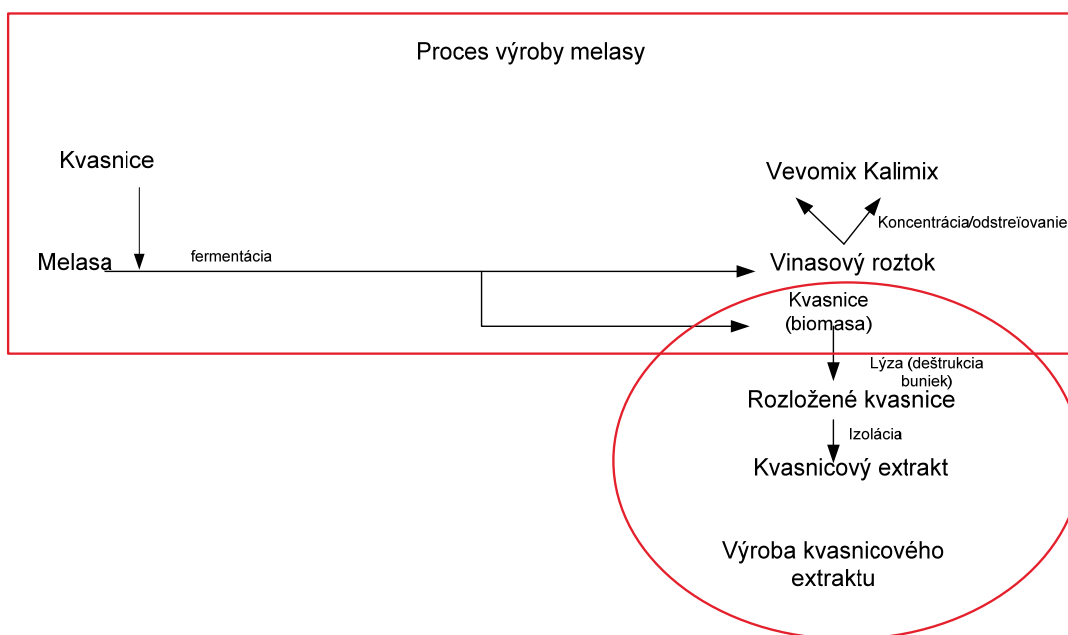 Proces výroby melasy
Kvasnice
Vevomix Kalimix
Koncentrácia/odstreïovanie
Melasa
fermentácia
Vinasový roztok
Kvasnice
(biomasa)
Lýza (deštrukcia
buniek)
Rozložené kvasnice
Izolácia
Kvasnicový extrakt
Výroba kvasnicového
extraktu